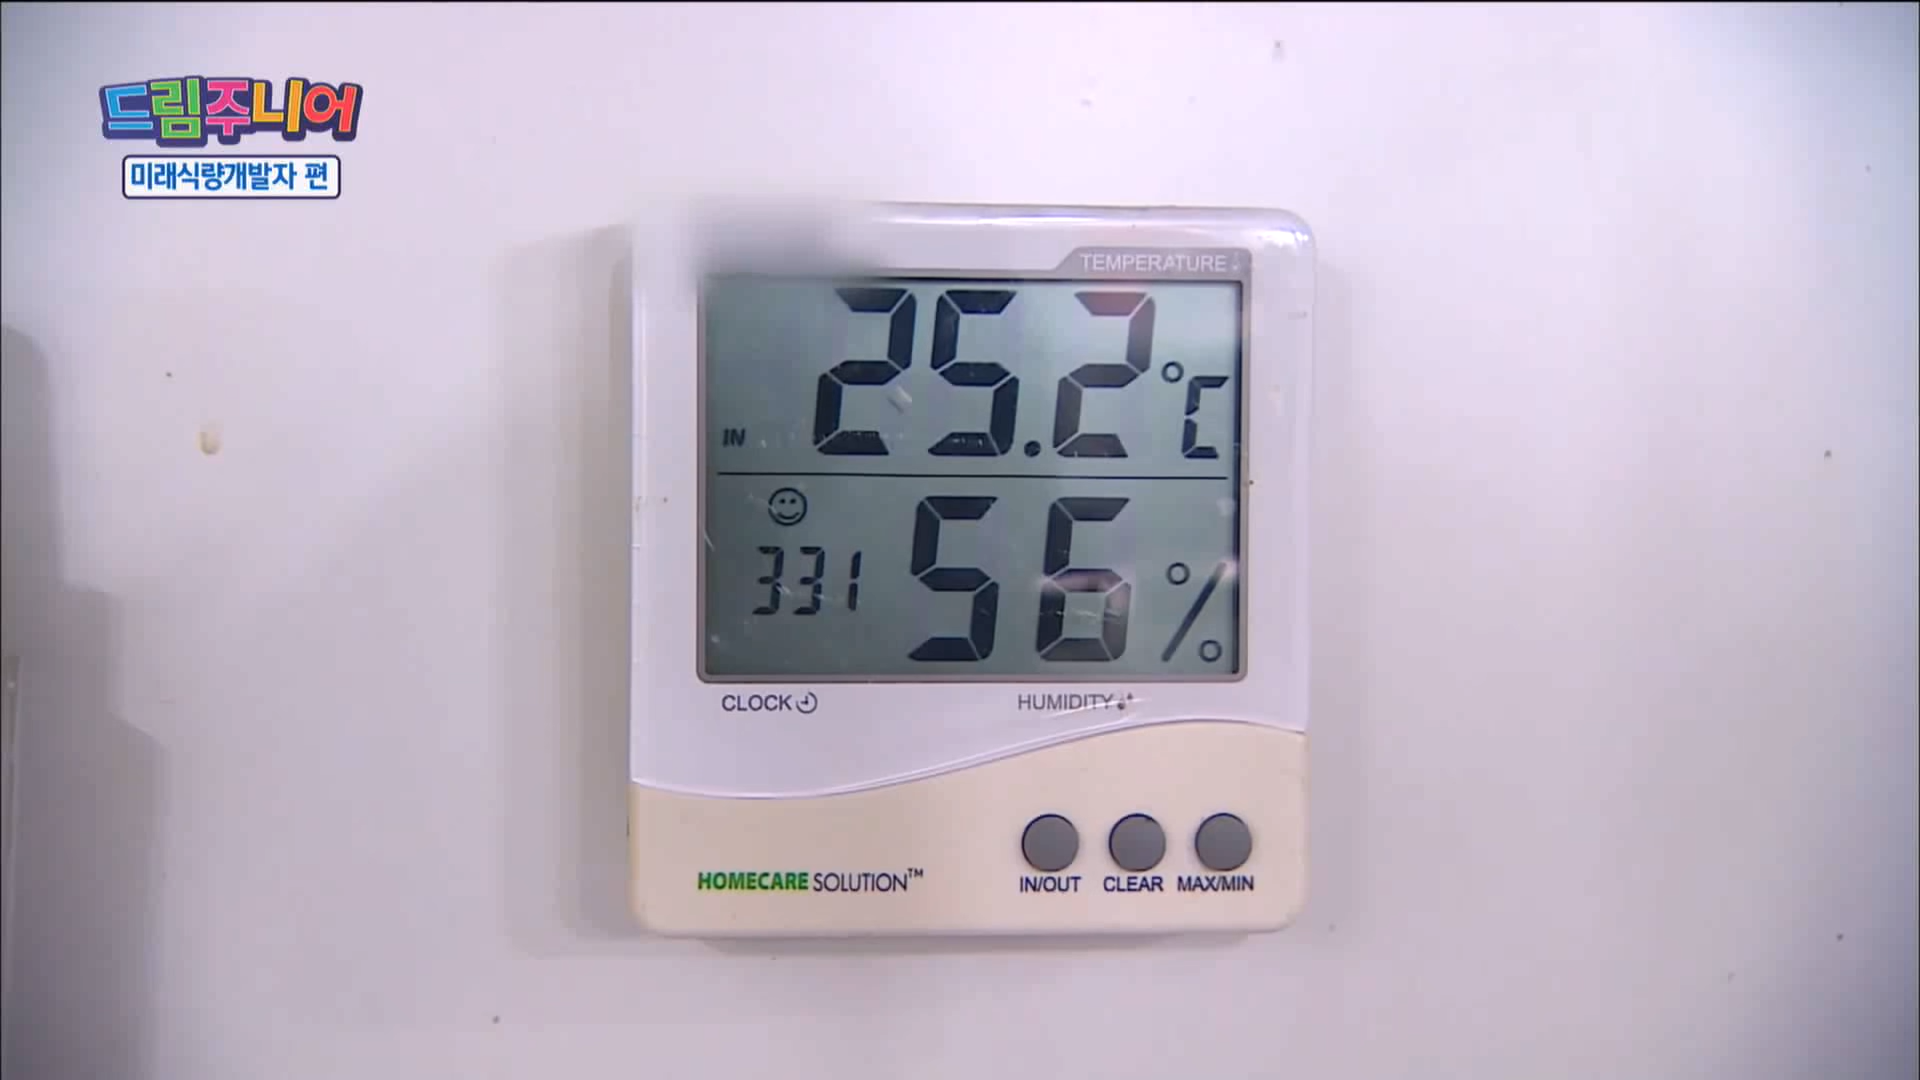 드림주니어
미래식량개발자 편
TEMPERATURE
25.2°C
IN
331
56%
CLOCK
HUMIDITY
HOMECARE SOLUTION™
IN/OUT CLEAR MAX/MIN